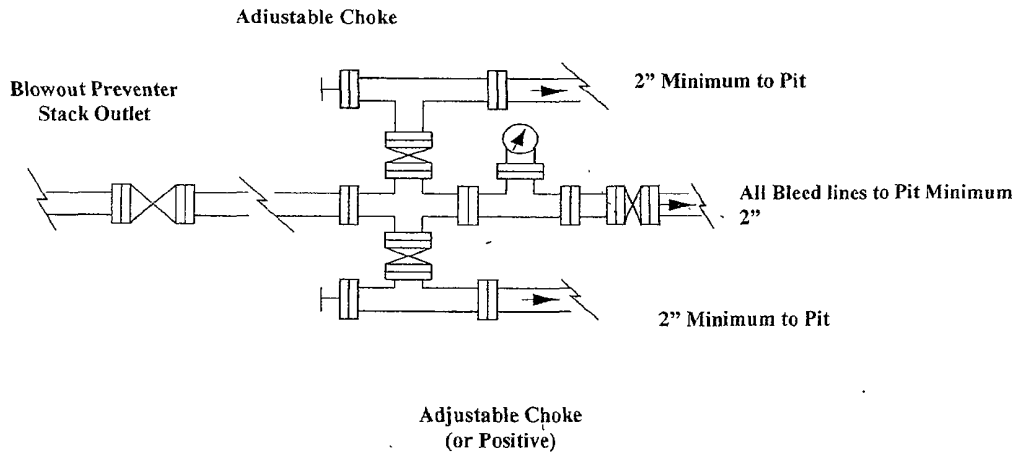 Adjustable Choke
Blowout Preventer
Stack Outlet
2” Minimum to Pit
All Bleed lines to Pit Minimum
2”
2” Minimum to Pit
Adjustable Choke
(or Positive)